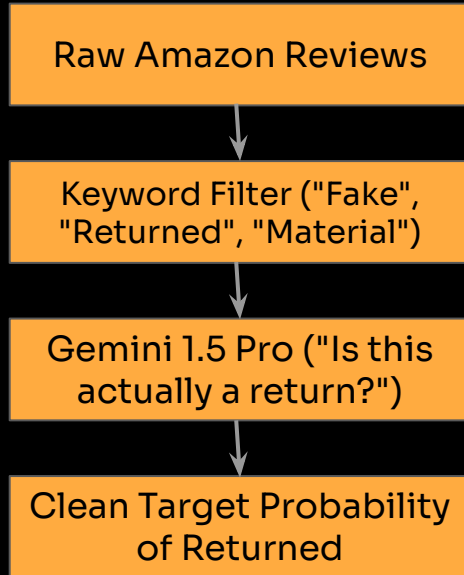 Raw Amazon Reviews
Keyword Filter ("Fake",
"Returned", "Material")
Gemini 1.5 Pro ("Is this
actually a return?")
Clean Target Probability
of Returned